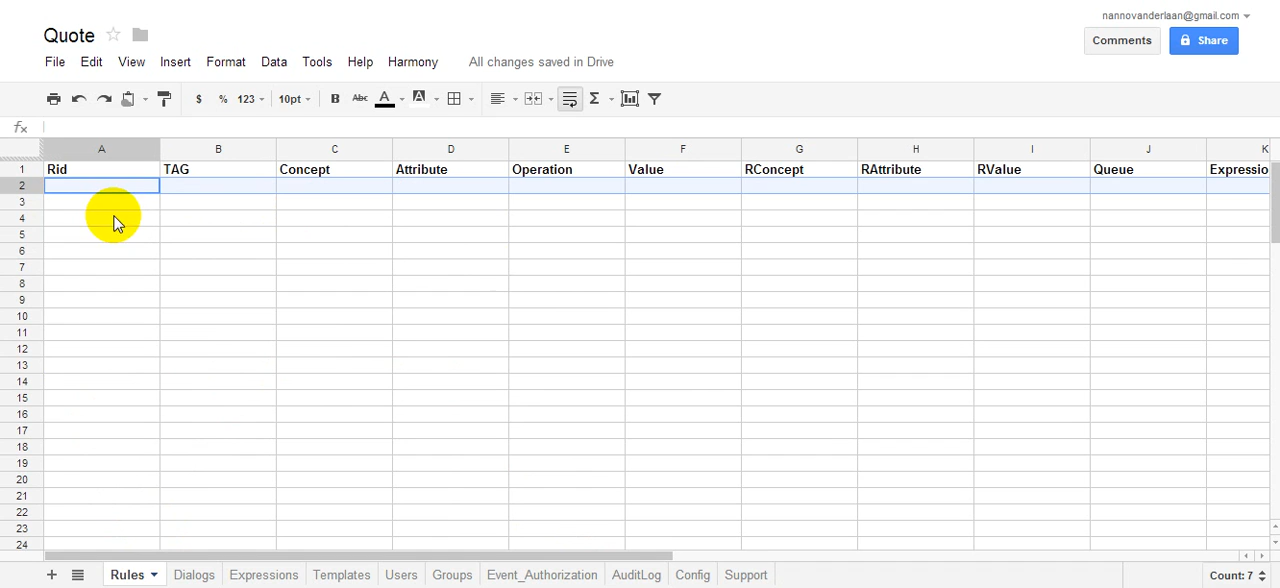 nannovanderlaan@gmail.com
Quote
Comments
Share
File Edit View Insert Format Data Tools Help Harmony All changes saved in Drive
$ % 123 10pt B Abc A A Σ
fx
A B C D E F G H I J K
1 Rid TAG Concept Attribute Operation Value RConcept RAttribute RValue Queue Expressio
2
3
4
5
6
7
8
9
10
11
12
13
14
15
16
17
18
19
20
21
22
23
24
+ Rules Dialogs Expressions Templates Users Groups Event_Authorization AuditLog Config Support Count: 7